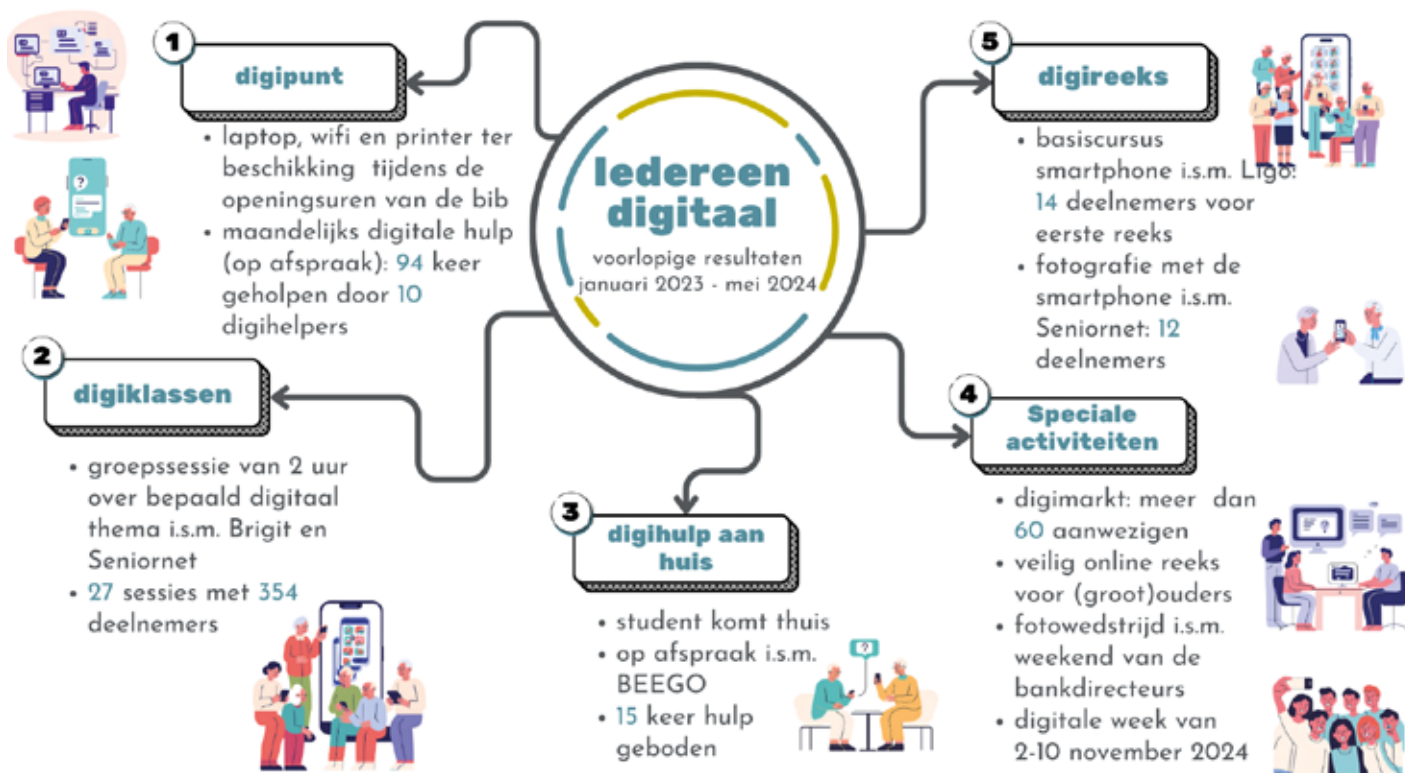 Iedereen
digitaal
voorlopige resultaten
januari 2023 - mei 2024
1
digipunt
• laptop, wifi en printer ter
beschikking tijdens de
openingsuren van de bib
• maandelijks digitale hulp
(op afspraak): 94 keer
geholpen door 10
digihelpers
2
digiklassen
• groepssessie van 2 uur
over bepaald digitaal
thema i.s.m. Brigit en
Seniornet
• 27 sessies met 354
deelnemers
3
digihulp aan
huis
• student komt thuis
• op afspraak i.s.m.
BEEGO
• 15 keer hulp
geboden
4
Speciale
activiteiten
• digimarkt: meer dan
60 aanwezigen
• veilig online reeks
voor (groot)ouders
• fotowedstrijd i.s.m.
weekend van de
bankdirecteurs
• digitale week van
2-10 november 2024
5
digireeks
• basiscursus
smartphone i.s.m. Ligo:
14 deelnemers voor
eerste reeks
• fotografie met de
smartphone i.s.m.
Seniornet: 12
deelnemers